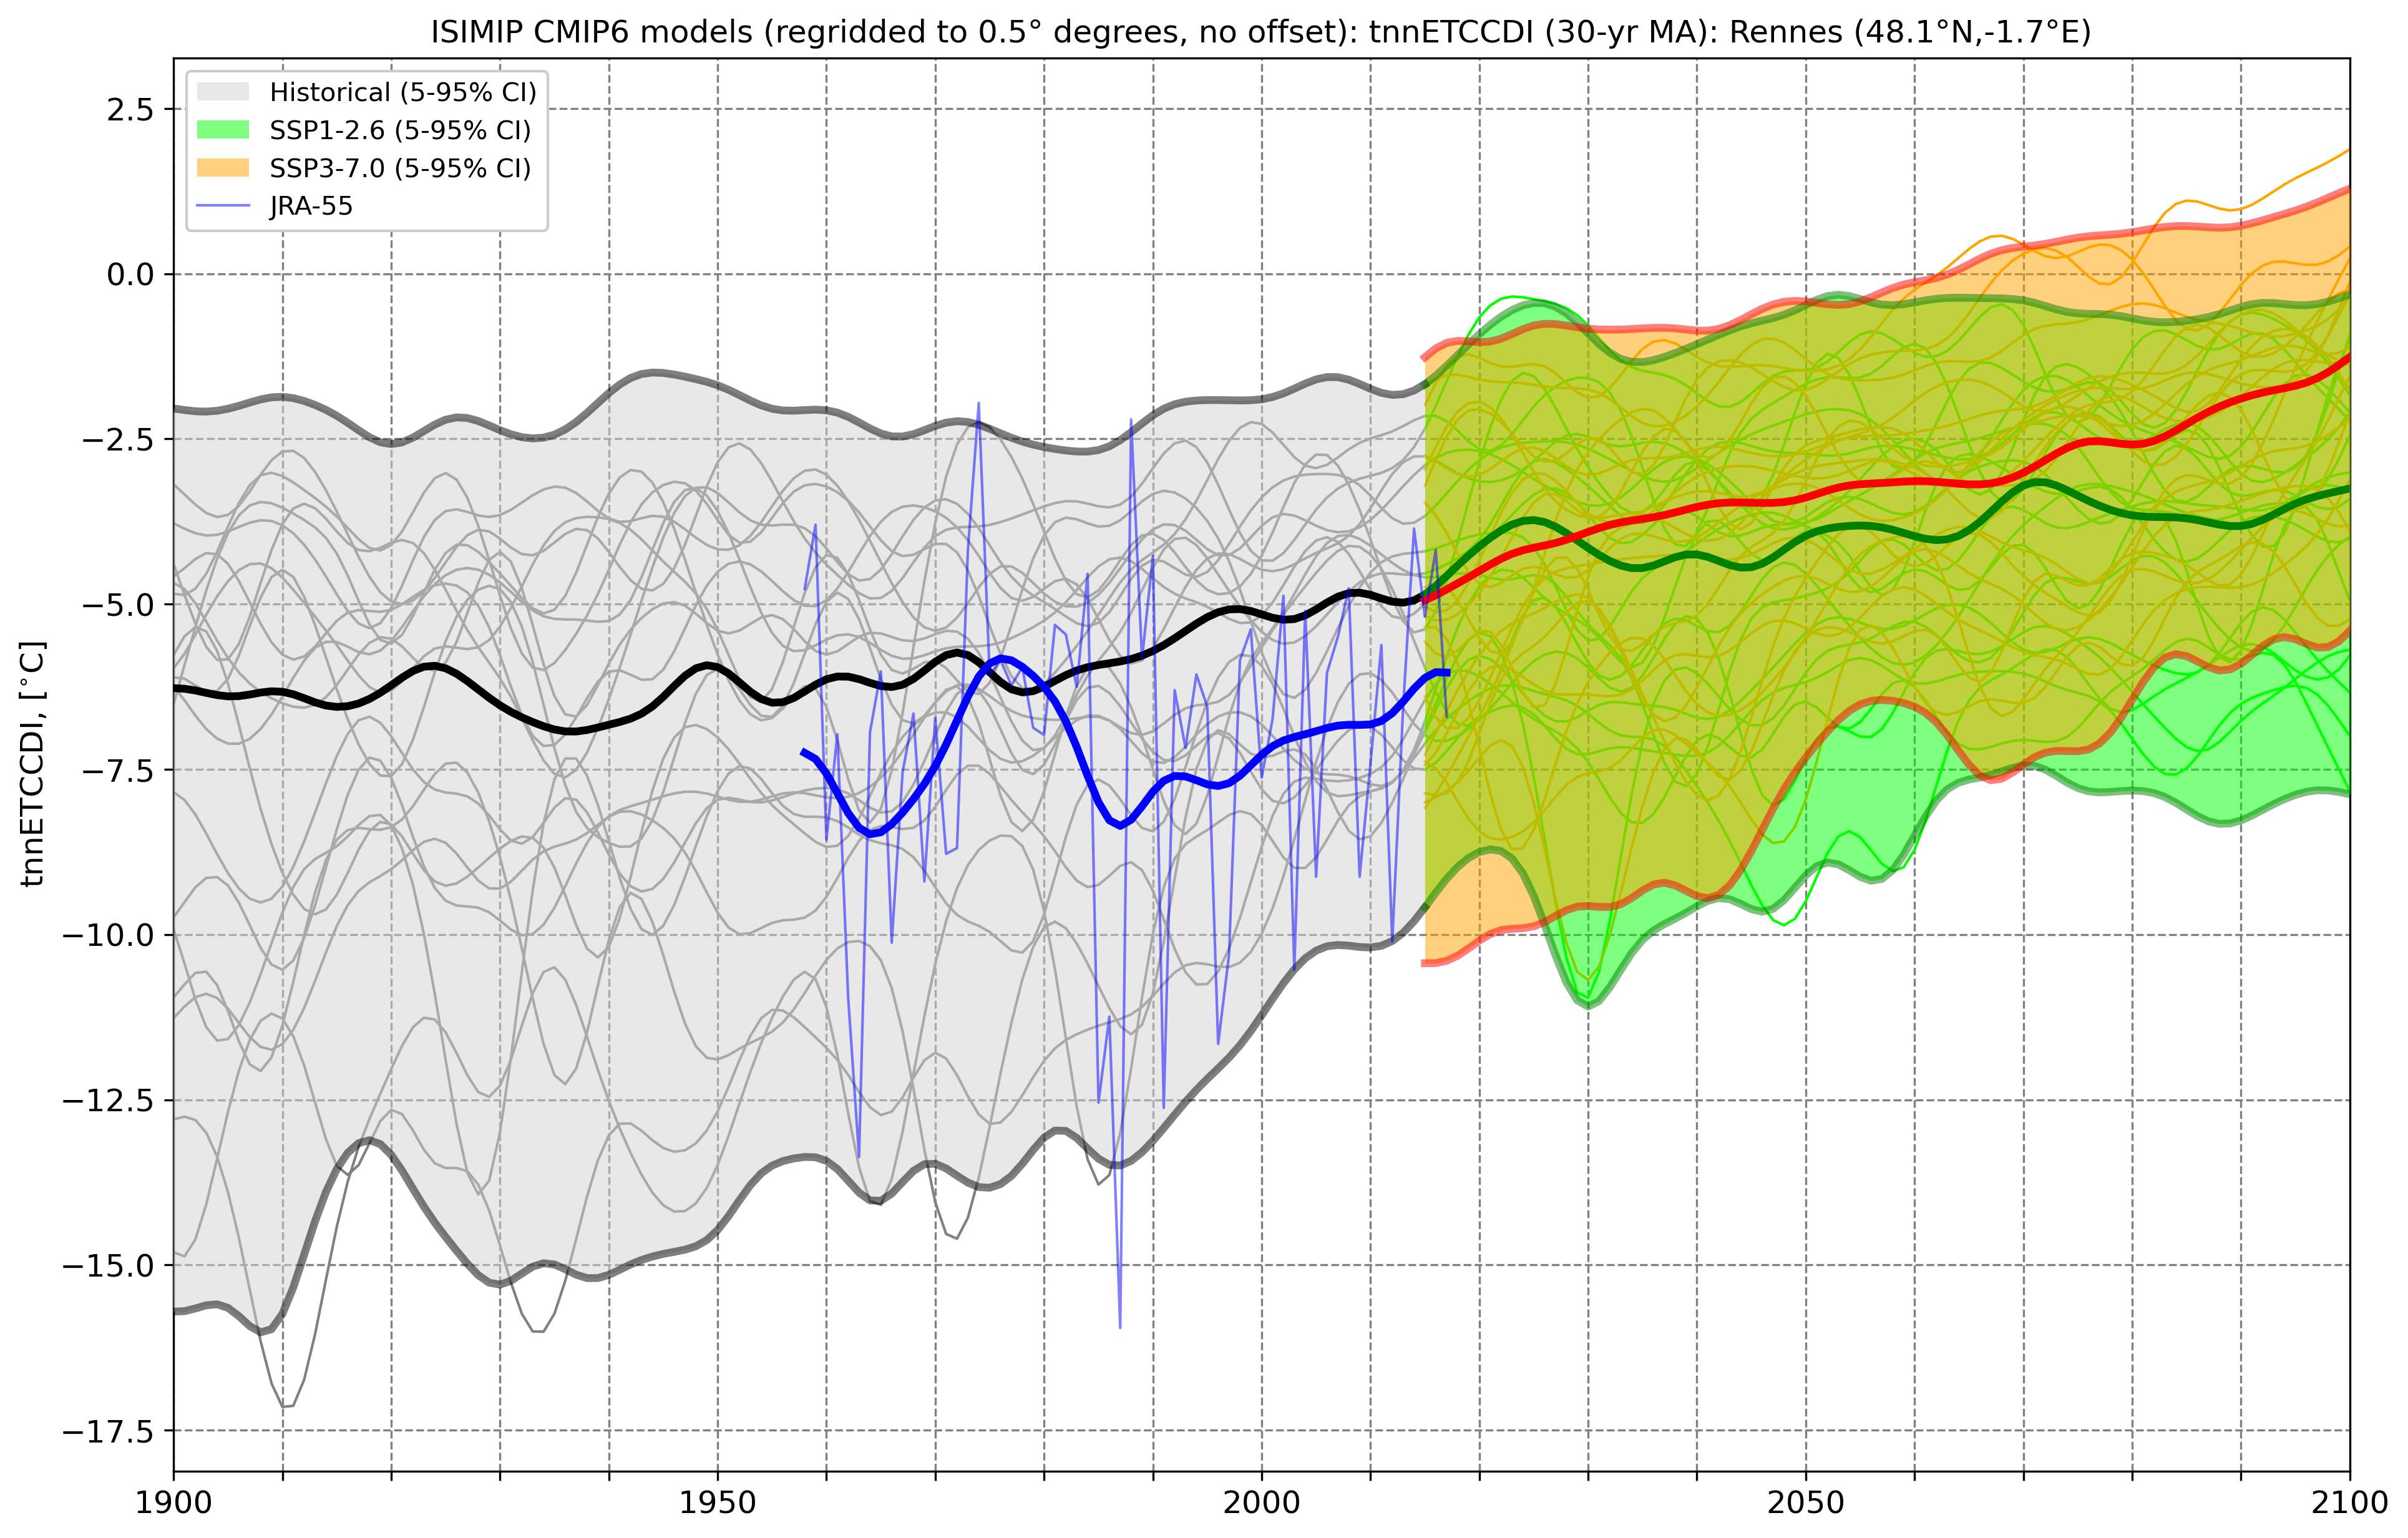 ISIMIP CMIP6 models (regridded to 0.5° degrees, no offset): tnnETCCDI (30-yr MA): Rennes (48.1°N,-1.7°E)
Historical (5-95% CI)
SSP1-2.6 (5-95% CI)
SSP3-7.0 (5-95% CI)
JRA-55
tnnETCCDI, [°C]
2.5
0.0
−2.5
−5.0
−7.5
−10.0
−12.5
−15.0
−17.5
1900
1950
2000
2050
2100